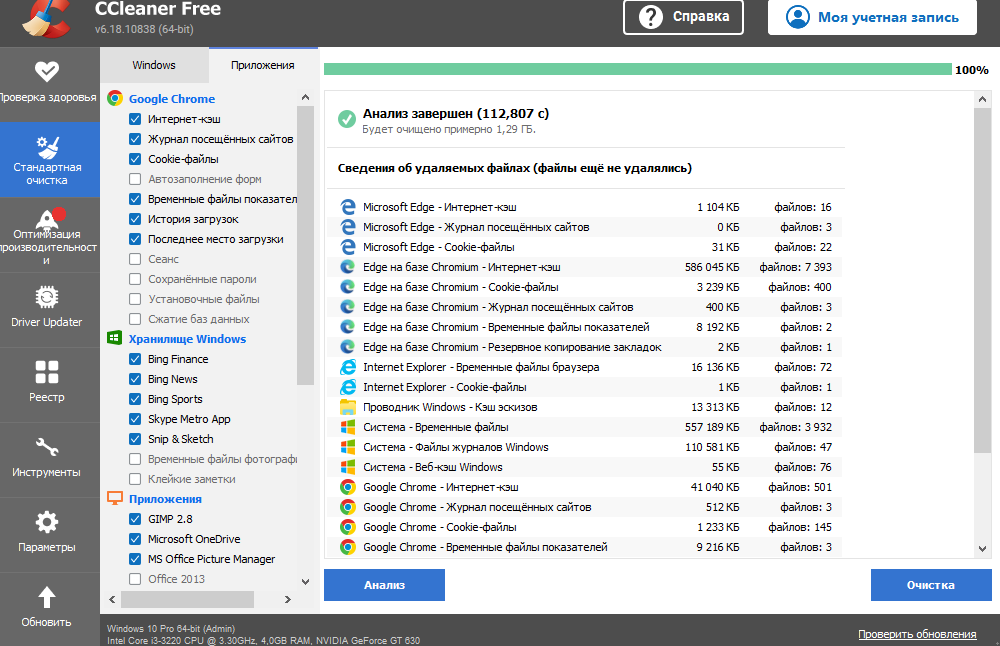 CCleaner Free
v6.18.10838 (64-bit)
Справка
Моя учетная запись
Проверка здоровья
Стандартная
очистка
Оптимизация
производительност
и
Driver Updater
Реестр
Инструменты
Параметры
Обновить
Windows
Приложения
Google Chrome
Интернет-кэш
Журнал посещённых сайтов
Cookie-файлы
Автозаполнение форм
Временные файлы показател
История загрузок
Последнее место загрузки
Сеанс
Сохранённые пароли
Установочные файлы
Сжатие баз данных
Хранилище Windows
Bing Finance
Bing News
Bing Sports
Skype Metro App
Snip & Sketch
Временные файлы фотографи
Клейкие заметки
Приложения
GIMP 2.8
Microsoft OneDrive
MS Office Picture Manager
Office 2013
100%
Анализ завершен (112,807 с)
Будет очищено примерно 1,29 ГБ.
Сведения об удаляемых файлах (файлы ещё не удалялись)
Microsoft Edge - Интернет-кэш 1 104 КБ файлов: 16
Microsoft Edge - Журнал посещённых сайтов 0 КБ файлов: 3
Microsoft Edge - Cookie-файлы 31 КБ файлов: 22
Edge на базе Chromium - Интернет-кэш 586 045 КБ файлов: 7 393
Edge на базе Chromium - Cookie-файлы 3 239 КБ файлов: 400
Edge на базе Chromium - Журнал посещённых сайтов 400 КБ файлов: 3
Edge на базе Chromium - Временные файлы показателей 8 192 КБ файлов: 2
Edge на базе Chromium - Резервное копирование закладок 2 КБ файлов: 1
Internet Explorer - Временные файлы браузера 16 136 КБ файлов: 72
Internet Explorer - Cookie-файлы 1 КБ файлов: 1
Проводник Windows - Кэш эскизов 13 313 КБ файлов: 12
Система - Временные файлы 557 189 КБ файлов: 3 932
Система - Файлы журналов Windows 110 581 КБ файлов: 47
Система - Веб-кэш Windows 55 КБ файлов: 76
Google Chrome - Интернет-кэш 41 040 КБ файлов: 501
Google Chrome - Журнал посещённых сайтов 512 КБ файлов: 3
Google Chrome - Cookie-файлы 1 233 КБ файлов: 145
Google Chrome - Временные файлы показателей 9 216 КБ файлов: 3
Анализ
Очистка
Windows 10 Pro 64-bit (Admin)
Intel Core i3-3220 CPU @ 3.30GHz, 4,0GB RAM, NVIDIA GeForce GT 630
Проверить обновления